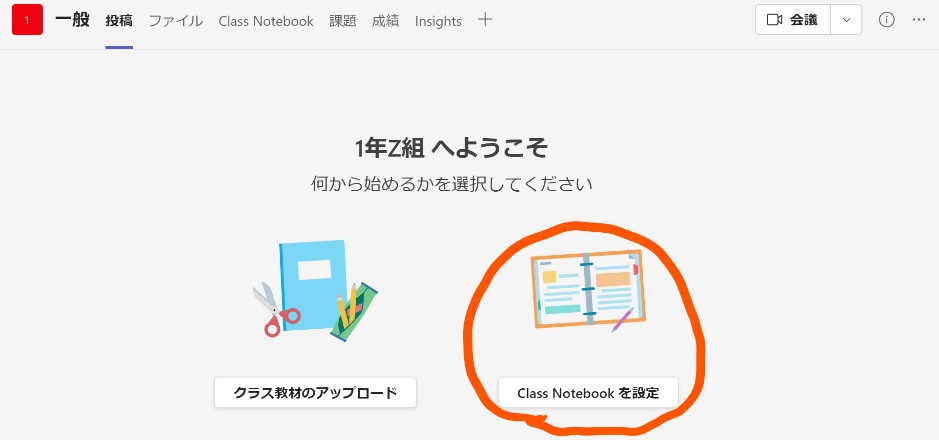 1 一般 投稿 ファイル Class Notebook 課題 成績 Insights
会議
1年Z組 へようこそ
何から始めるかを選択してください
クラス教材のアップロード
Class Notebook を設定